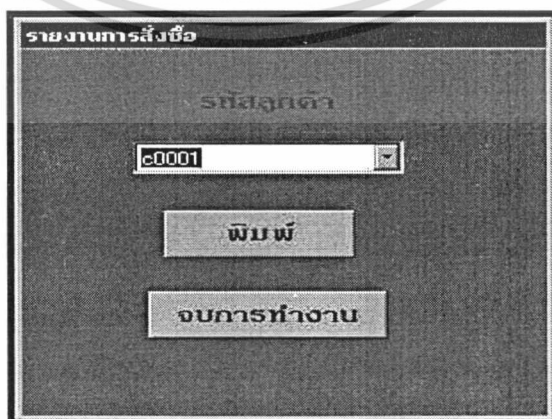 รายงานการสั่งซื้อ
รหัสลูกค้า
c0001
พิมพ์
จบการทำงาน